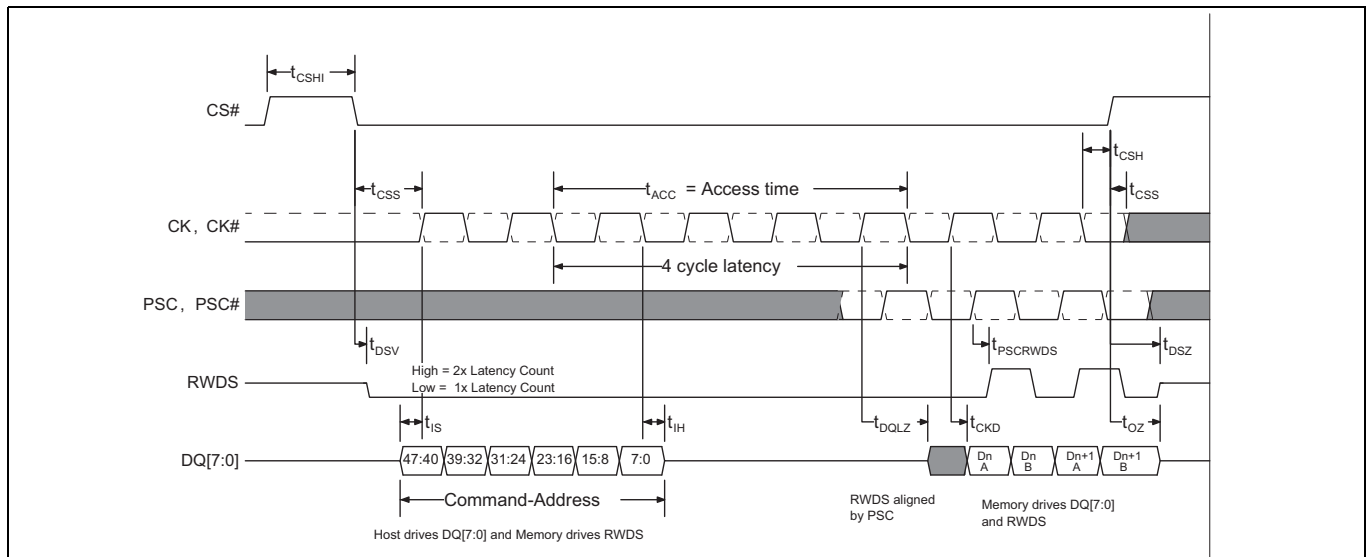 tCSHI
CS#
tCSH
tCSS
tACC = Access time
tCSS
CK, CK#
4 cycle latency
PSC, PSC#
tDSV
tPSCRWDS
tDSZ
RWDS
High = 2x Latency Count
Low = 1x Latency Count
tIS
tIH
tDQLZ
tCKD
tOZ
DQ[7:0]
47:40 39:32 31:24 23:16 15:8 7:0
Dn A
Dn B
Dn+1 A
Dn+1 B
Command-Address
RWDS aligned
by PSC
Memory drives DQ[7:0]
and RWDS
Host drives DQ[7:0] and Memory drives RWDS